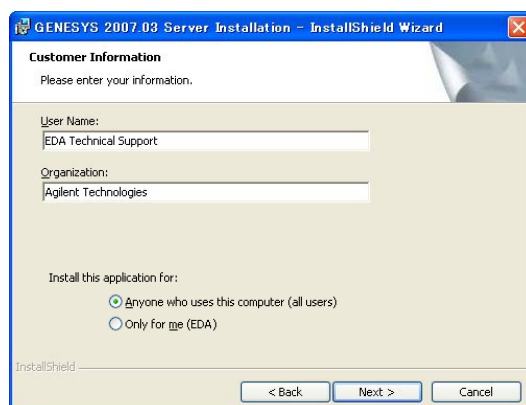 GENESYS 2007.03 Server Installation - InstallShield Wizard
Customer Information
Please enter your information.
User Name:
EDA Technical Support
Organization:
Agilent Technologies
Install this application for:
Anyone who uses this computer (all users)
Only for me (EDA)
InstallShield
< Back Next > Cancel